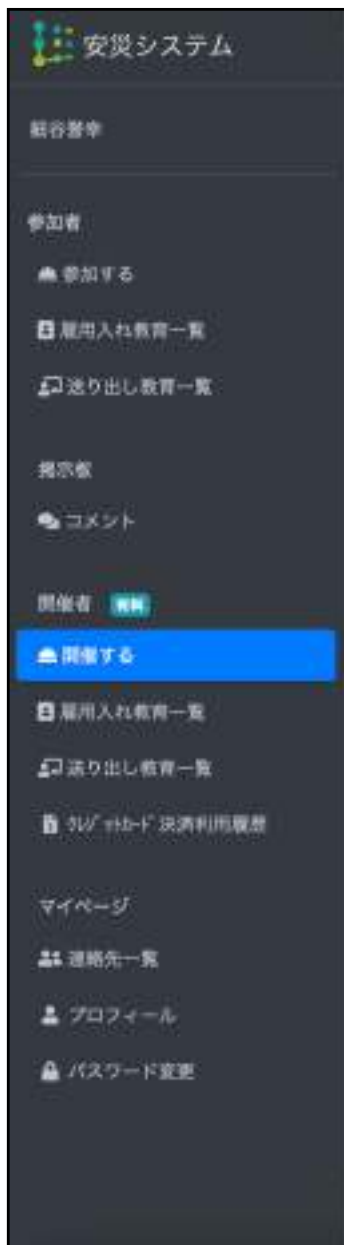 安災システム
参加者
参加する
雇用入れ教育一覧
送り出し教育一覧
掲示板
コメント
開催者 有料
開催する
雇用入れ教育一覧
送り出し教育一覧
ｸﾚｼﾞｯﾄｶｰﾄﾞ決済利用履歴
マイページ
連絡先一覧
プロフィール
パスワード変更